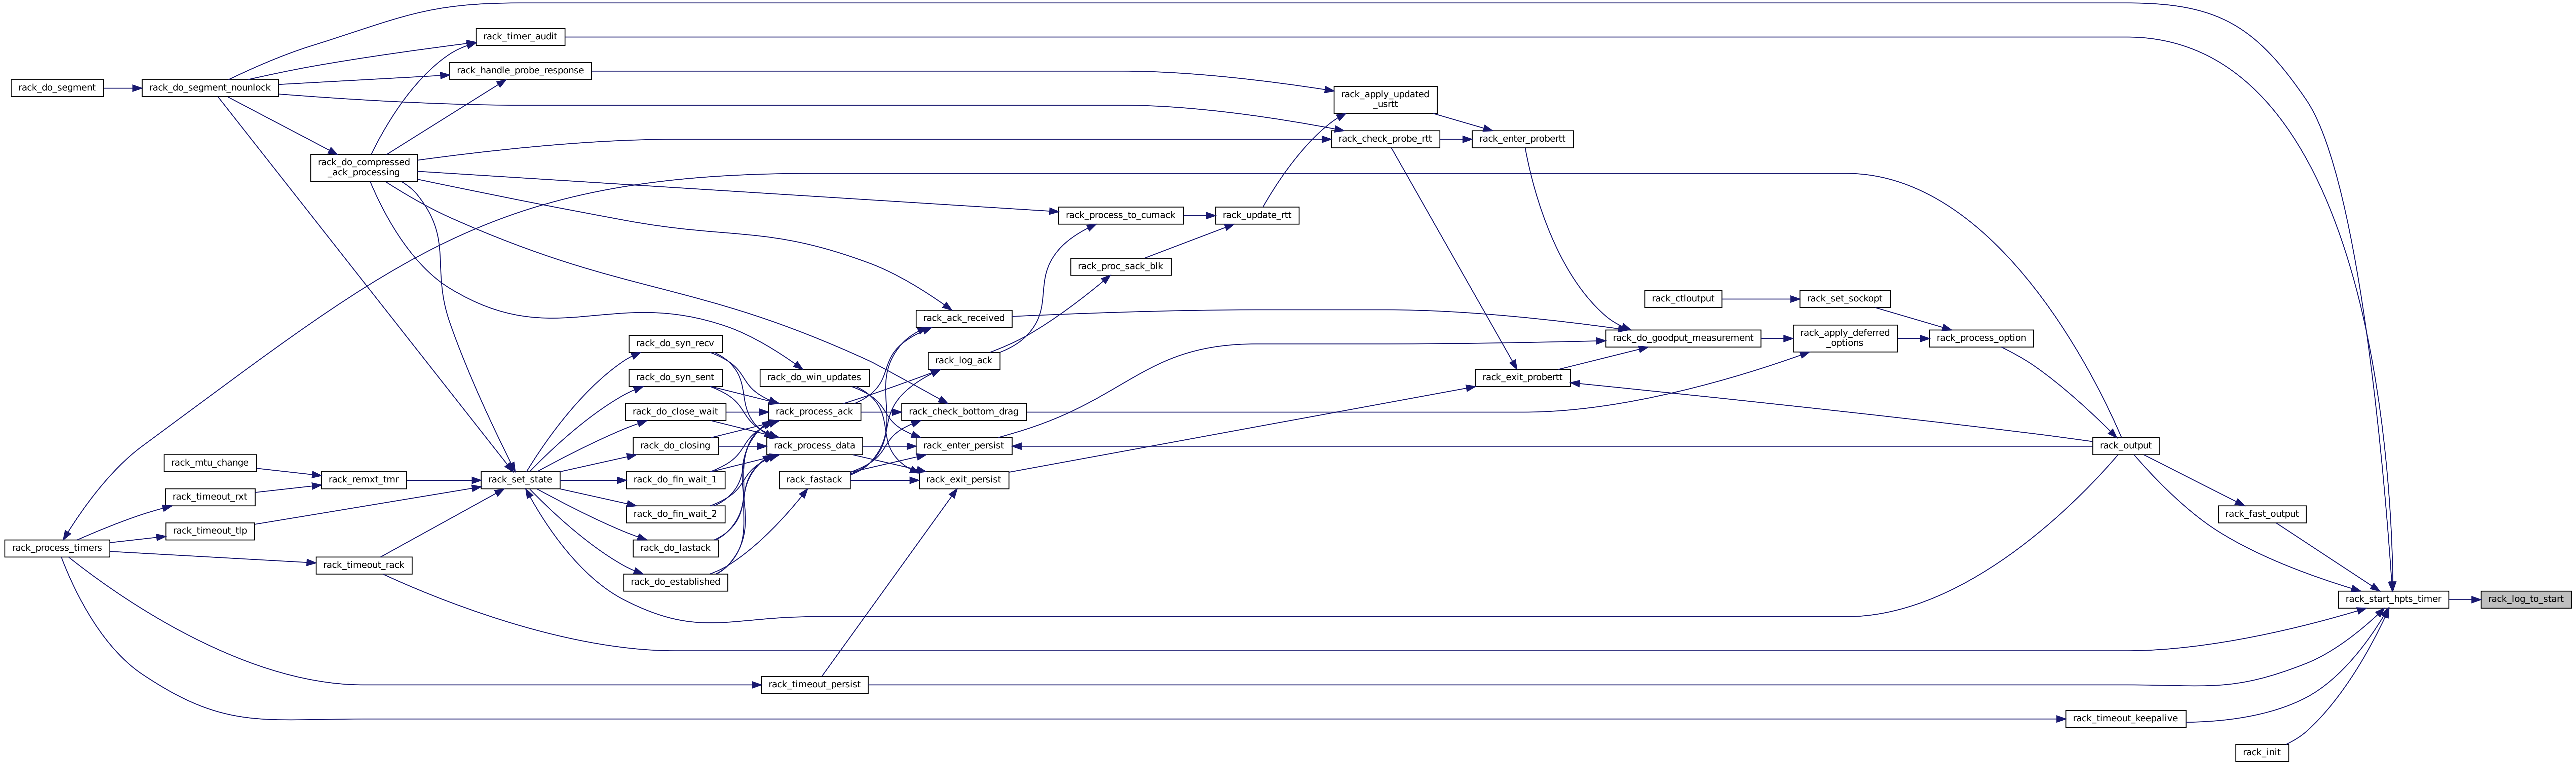 rack_timer_audit
rack_handle_probe_response
rack_do_segment
rack_do_segment_nounlock
rack_apply_updated
_usrtt
rack_check_probe_rtt
rack_enter_probertt
rack_do_compressed
_ack_processing
rack_process_to_cumack
rack_update_rtt
rack_proc_sack_blk
rack_ctloutput
rack_set_sockopt
rack_ack_received
rack_do_goodput_measurement
rack_apply_deferred
_options
rack_process_option
rack_do_syn_recv
rack_log_ack
rack_do_syn_sent
rack_do_win_updates
rack_exit_probertt
rack_do_close_wait
rack_process_ack
rack_check_bottom_drag
rack_do_closing
rack_process_data
rack_enter_persist
rack_output
rack_mtu_change
rack_remxt_tmr
rack_set_state
rack_do_fin_wait_1
rack_fastack
rack_exit_persist
rack_timeout_rxt
rack_do_fin_wait_2
rack_fast_output
rack_timeout_tlp
rack_process_timers
rack_do_lastack
rack_timeout_rack
rack_do_established
rack_start_hpts_timer
rack_log_to_start
rack_timeout_persist
rack_timeout_keepalive
rack_init